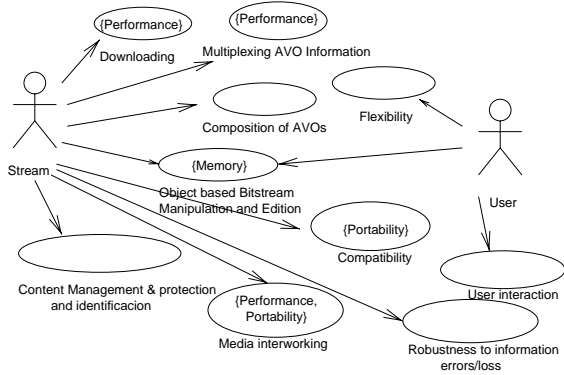 {Performance}
Downloading
{Performance}
Multiplexing AVO Information
Composition of AVOs
Flexibility
Stream
{Memory}
Object based Bitstream
Manipulation and Edition
User
{Portability}
Compatibility
Content Management & protection
and identificacion
{Performance,
Portability}
Media interworking
User interaction
Robustness to information
errors/loss